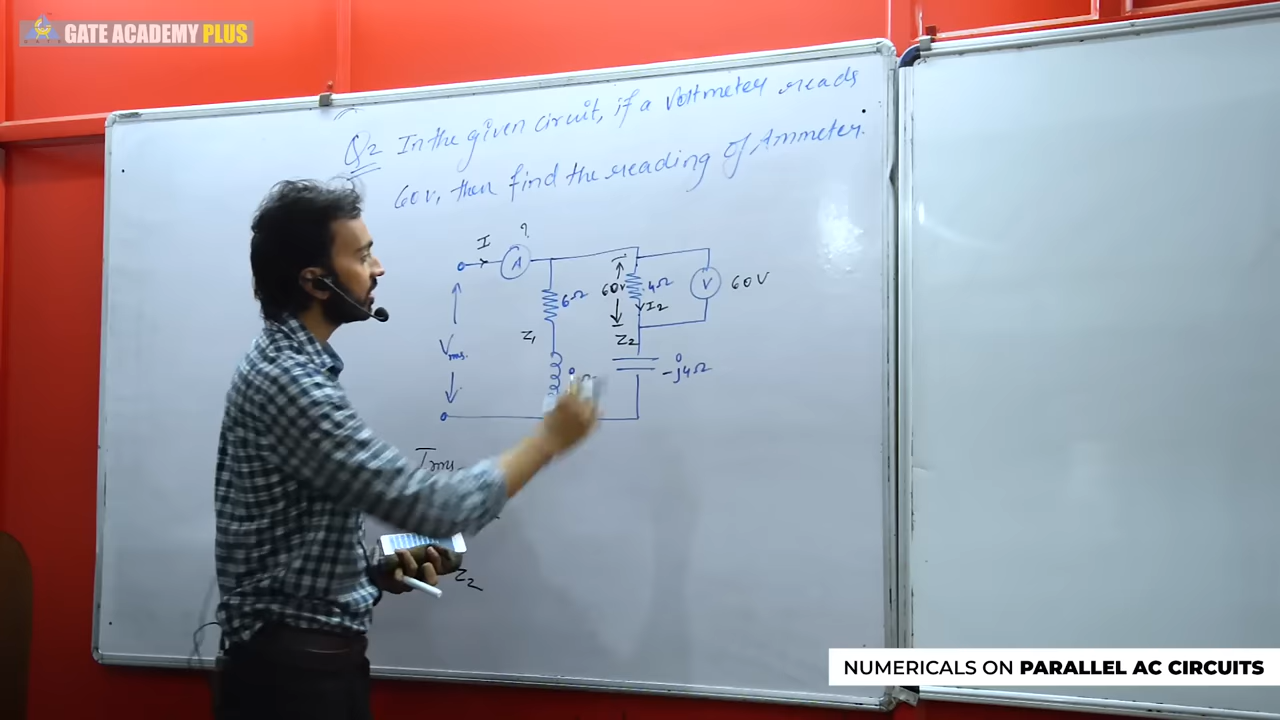 GATE ACADEMY PLUS
Q2 In the given circuit, if a voltmeter reads
60V, then find the reading of Ammeter.
I
?
A
6Ω
60V
4Ω
I2
V
60V
Z1
Z2
Vrms.
-j4Ω
Irms.
Z2
NUMERICALS ON PARALLEL AC CIRCUITS